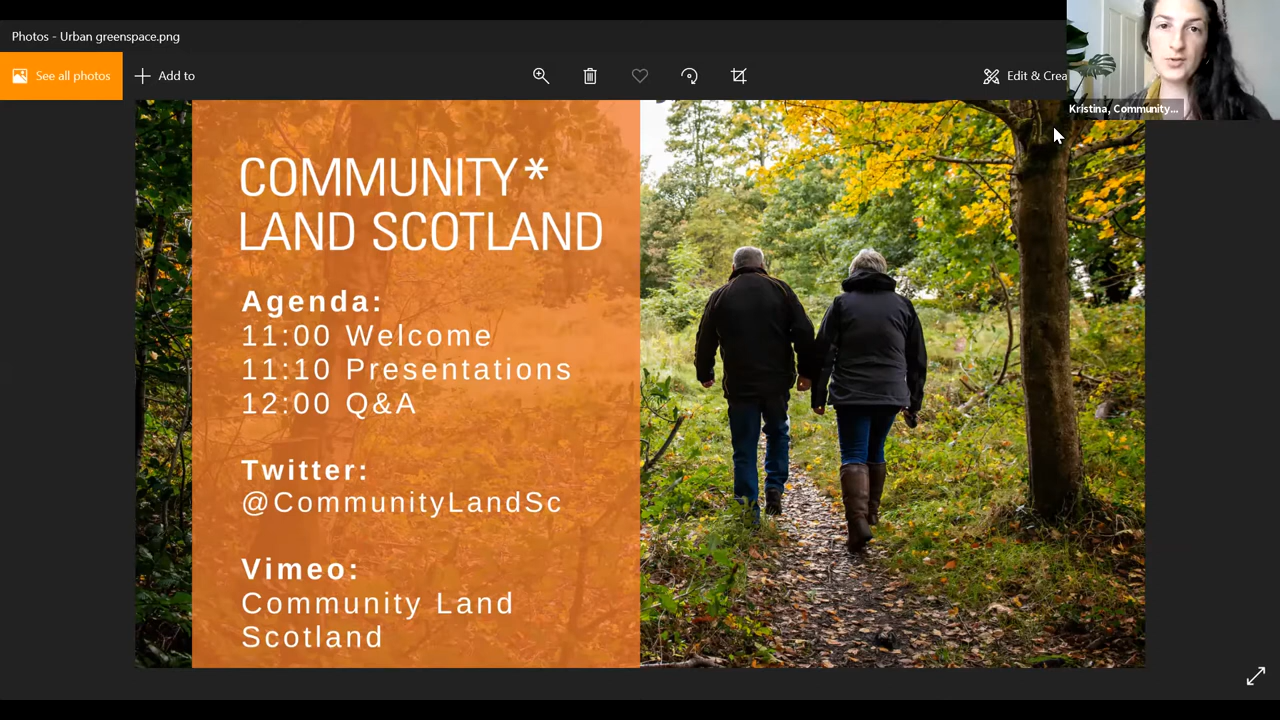 Photos - Urban greenspace.png
See all photos
Add to
Edit & Crea
Kristina, Community...
COMMUNITY*
LAND SCOTLAND
Agenda:
11:00 Welcome
11:10 Presentations
12:00 Q&A
Twitter:
@CommunityLandSc
Vimeo:
Community Land
Scotland